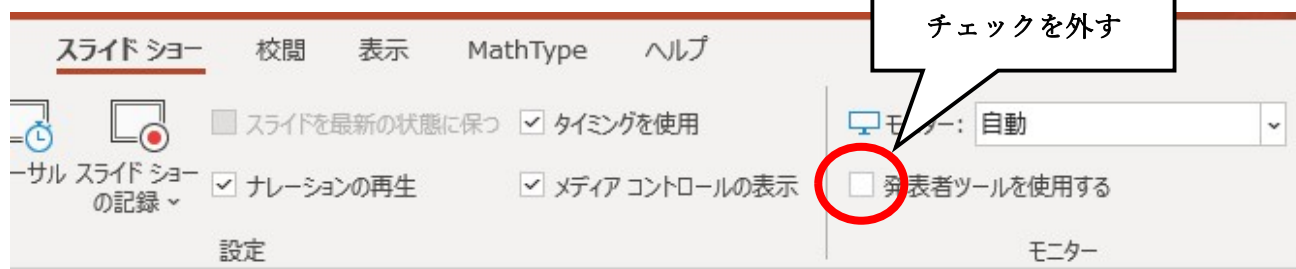 チェックを外す
スライド ショー 校閲 表示 MathType ヘルプ
スライドを最新の状態に保つ タイミングを使用 モニター: 自動
ーサル スライド ショー ナレーションの再生 メディア コントロールの表示 発表者ツールを使用する
の記録
設定 モニター